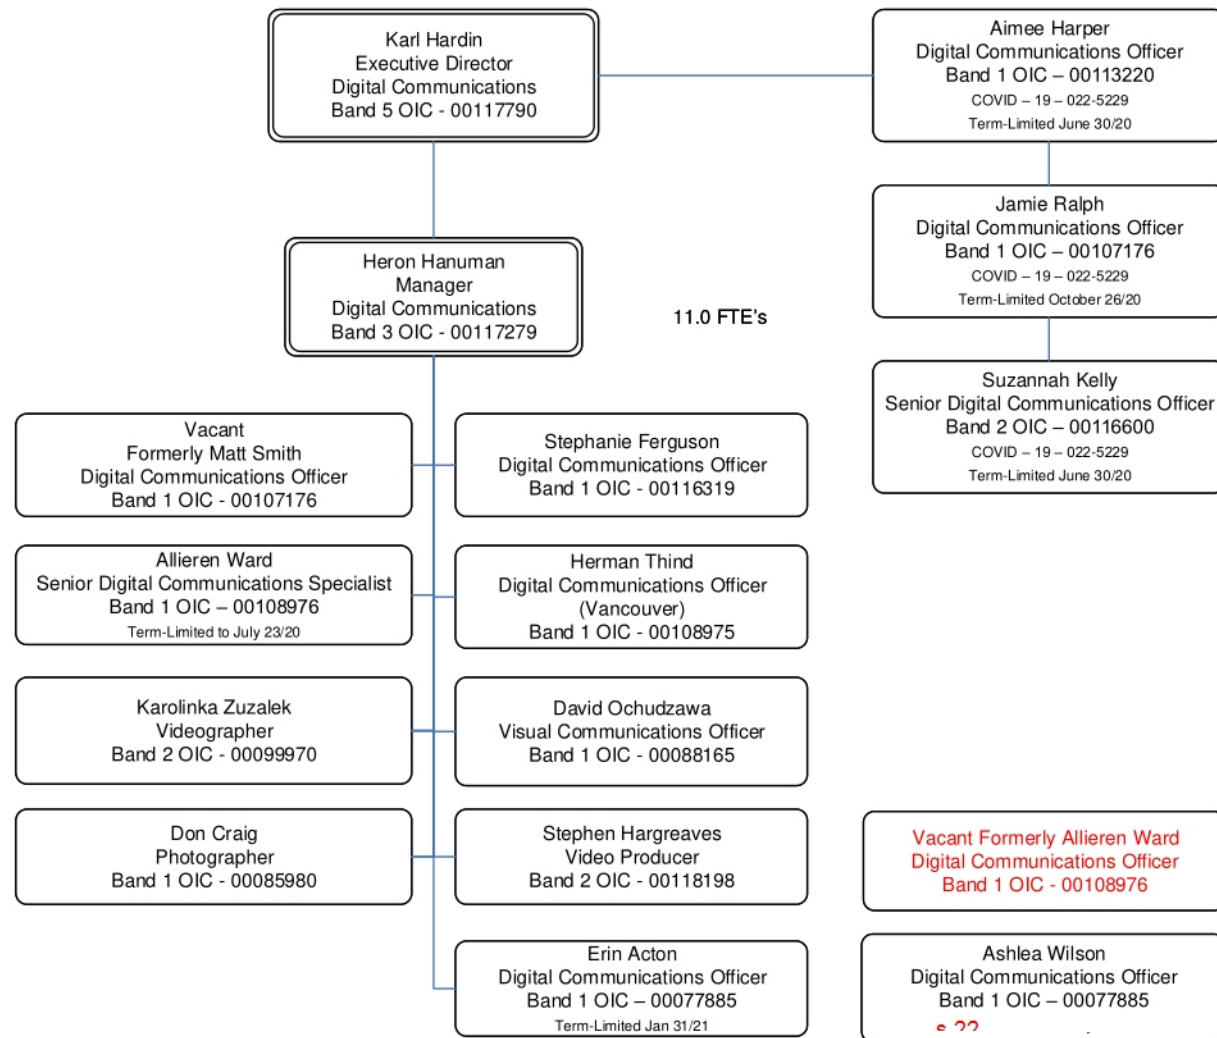 Karl Hardin
Executive Director
Digital Communications
Band 5 OIC - 00117790
Aimee Harper
Digital Communications Officer
Band 1 OIC – 00113220
COVID – 19 – 022-5229
Term-Limited June 30/20
Jamie Ralph
Digital Communications Officer
Band 1 OIC – 00107176
COVID – 19 – 022-5229
Term-Limited October 26/20
Heron Hanuman
Manager
Digital Communications
Band 3 OIC - 00117279
11.0 FTE's
Suzannah Kelly
Senior Digital Communications Officer
Band 2 OIC – 00116600
COVID – 19 – 022-5229
Term-Limited June 30/20
Vacant
Formerly Matt Smith
Digital Communications Officer
Band 1 OIC - 00107176
Stephanie Ferguson
Digital Communications Officer
Band 1 OIC - 00116319
Allieren Ward
Senior Digital Communications Specialist
Band 1 OIC – 00108976
Term-Limited to July 23/20
Herman Thind
Digital Communications Officer
(Vancouver)
Band 1 OIC - 00108975
Karolinka Zuzalek
Videographer
Band 2 OIC - 00099970
David Ochudzawa
Visual Communications Officer
Band 1 OIC - 00088165
Don Craig
Photographer
Band 1 OIC - 00085980
Stephen Hargreaves
Video Producer
Band 2 OIC - 00118198
Vacant Formerly Allieren Ward
Digital Communications Officer
Band 1 OIC - 00108976
Erin Acton
Digital Communications Officer
Band 1 OIC – 00077885
Term-Limited Jan 31/21
Ashlea Wilson
Digital Communications Officer
Band 1 OIC – 00077885
s.22